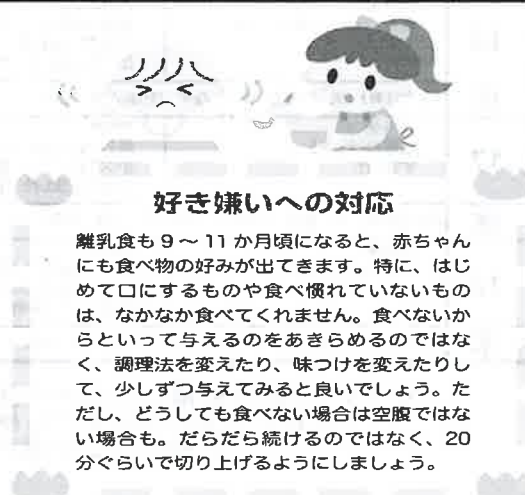 好き嫌いへの対応
離乳食も9～11か月頃になると、赤ちゃん
にも食べ物の好みが出てきます。特に、はじ
めて口にするものや食べ慣れていないもの
は、なかなか食べてくれません。食べないか
らといって与えるのをあきらめるのではな
く、調理法を変えたり、味つけを変えたりし
て、少しずつ与えてみると良いでしょう。た
だし、どうしても食べない場合は空腹ではな
い場合も。だらだら続けるのではなく、20
分ぐらいで切り上げるようにしましょう。